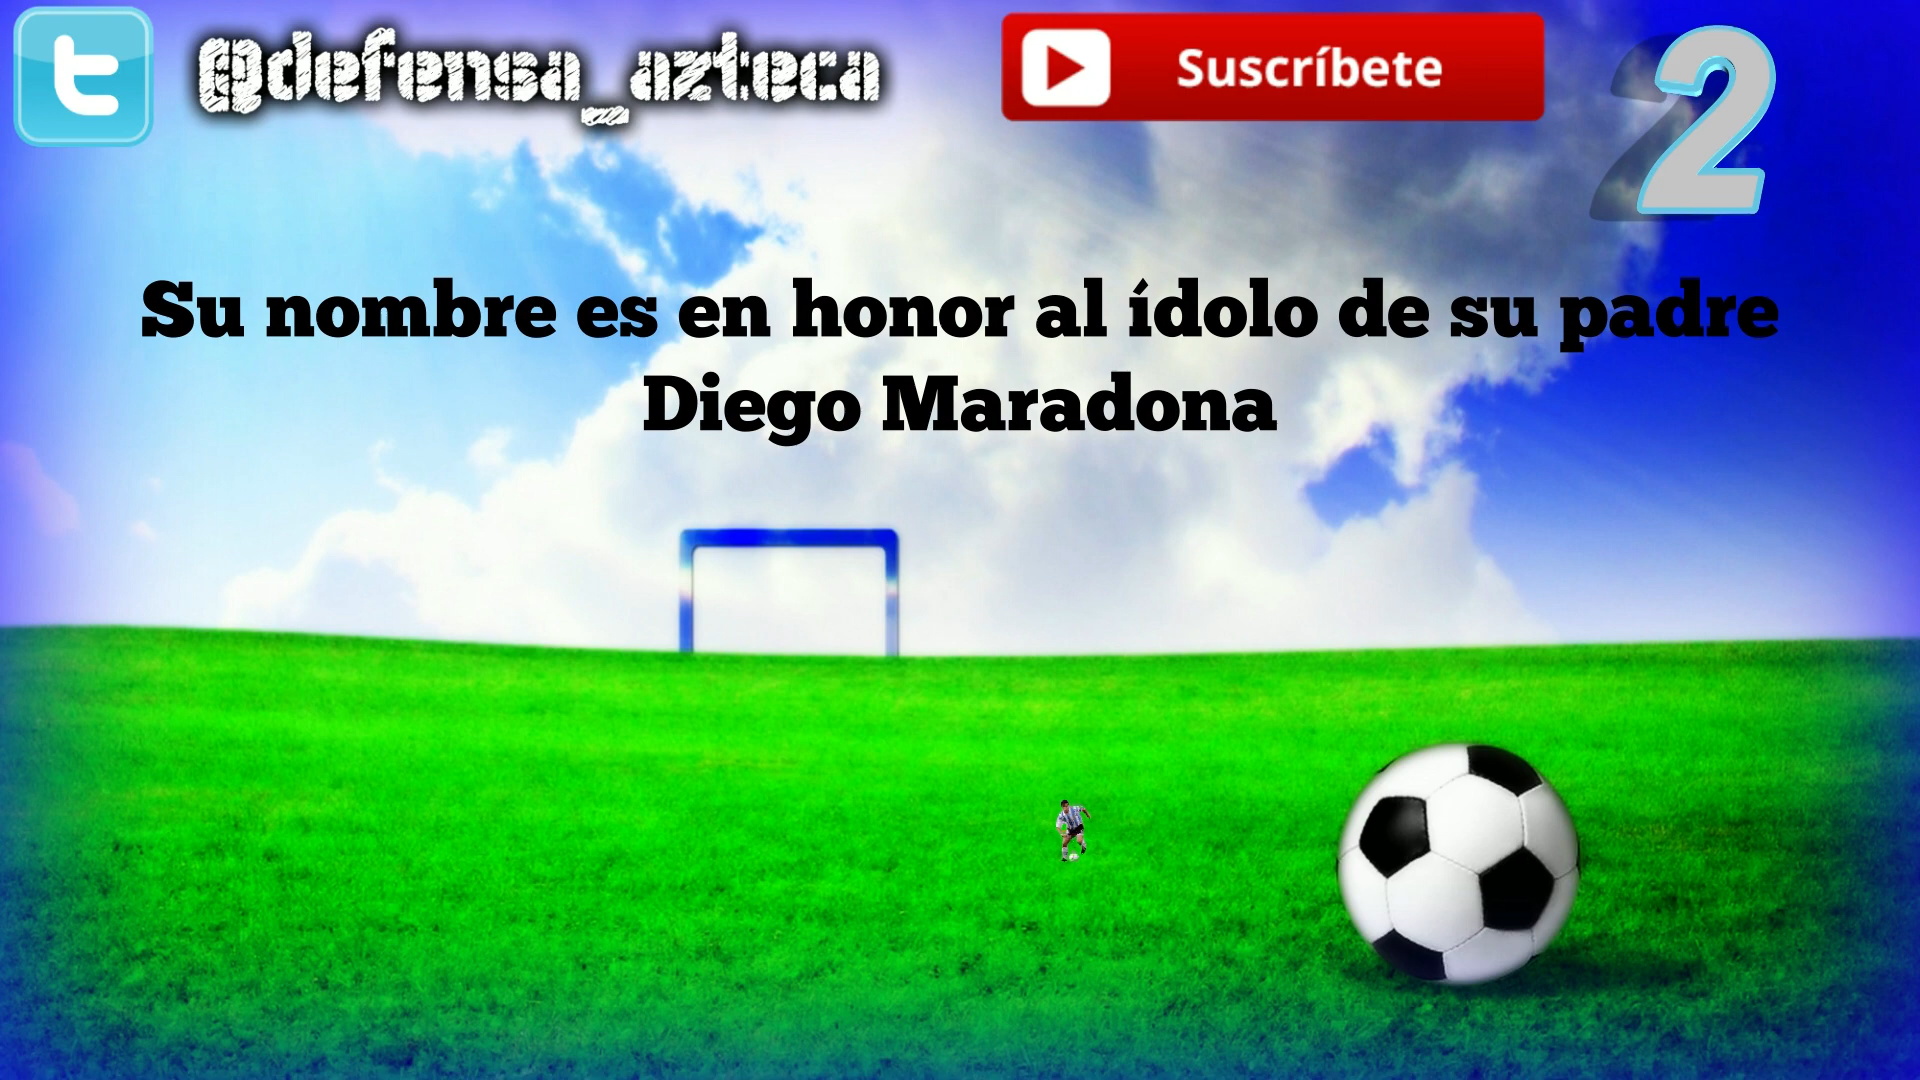 @defensa_azteca
Suscríbete
2
Su nombre es en honor al ídolo de su padre
Diego Maradona